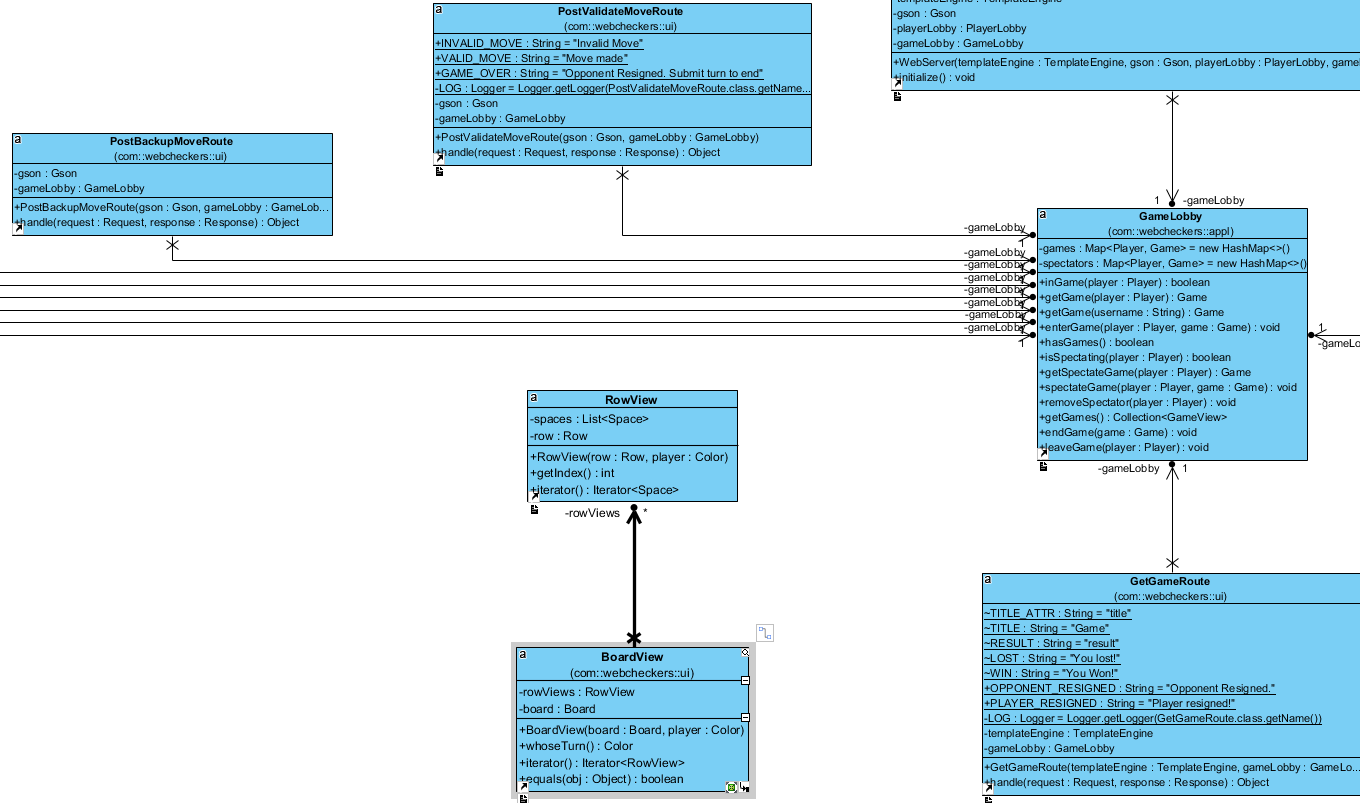 a
PostValidateMoveRoute
(com::webcheckers::ui)
+INVALID_MOVE : String = "Invalid Move"
+VALID_MOVE : String = "Move made"
+GAME_OVER : String = "Opponent Resigned. Submit turn to end"
-LOG : Logger = Logger.getLogger(PostValidateMoveRoute.class.getName...
-gson : Gson
-gameLobby : GameLobby
+PostValidateMoveRoute(gson : Gson, gameLobby : GameLobby)
+handle(request : Request, response : Response) : Object
-templateEngine : TemplateEngine
-gson : Gson
-playerLobby : PlayerLobby
-gameLobby : GameLobby
+WebServer(templateEngine : TemplateEngine, gson : Gson, playerLobby : PlayerLobby, gamel
+initialize() : void
a
PostBackupMoveRoute
(com::webcheckers::ui)
-gson : Gson
-gameLobby : GameLobby
+PostBackupMoveRoute(gson : Gson, gameLobby : GameLob...
+handle(request : Request, response : Response) : Object
1
-gameLobby
-gameLobby
1
-gameLobby
-gameLobby
-gameLobby
-gameLobby
-gameLobby
-gameLobby
-gameLobby
1
a
GameLobby
(com::webcheckers::appl)
-games : Map<Player, Game> = new HashMap<>()
-spectators : Map<Player, Game> = new HashMap<>()
+inGame(player : Player) : boolean
+getGame(player : Player) : Game
+getGame(username : String) : Game
+enterGame(player : Player, game : Game) : void
+hasGames() : boolean
+isSpectating(player : Player) : boolean
+getSpectateGame(player : Player) : Game
+spectateGame(player : Player, game : Game) : void
+removeSpectator(player : Player) : void
+getGames() : Collection<GameView>
+endGame(game : Game) : void
+leaveGame(player : Player) : void
1
-gameLo
-gameLobby
1
a
RowView
-spaces : List<Space>
-row : Row
+RowView(row : Row, player : Color)
+getIndex() : int
+iterator() : Iterator<Space>
-rowViews
*
a
BoardView
(com::webcheckers::ui)
-rowViews : RowView
-board : Board
+BoardView(board : Board, player : Color)
+whoseTurn() : Color
+iterator() : Iterator<RowView>
+equals(obj : Object) : boolean
a
GetGameRoute
(com::webcheckers::ui)
~TITLE_ATTR : String = "title"
~TITLE : String = "Game"
~RESULT : String = "result"
~LOST : String = "You lost!"
~WIN : String = "You Won!"
+OPPONENT_RESIGNED : String = "Opponent Resigned."
+PLAYER_RESIGNED : String = "Player resigned!"
-LOG : Logger = Logger.getLogger(GetGameRoute.class.getName())
-templateEngine : TemplateEngine
-gameLobby : GameLobby
+GetGameRoute(templateEngine : TemplateEngine, gameLobby : GameLo...
+handle(request : Request, response : Response) : Object